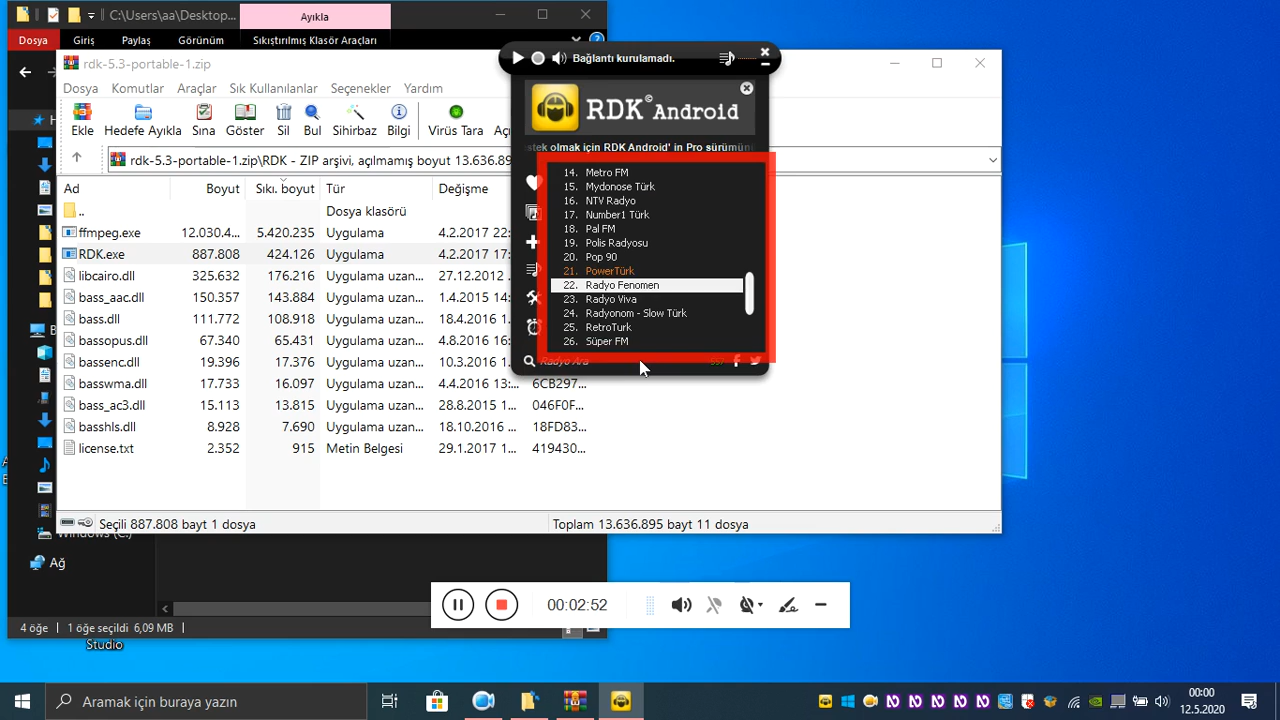 C:\Users\aa\Desktop...
Ayıkla
Dosya
Giriş
Paylaş
Görünüm
Sıkıştırılmış Klasör Araçları
rdk-5.3-portable-1.zip
Dosya Komutlar Araçlar Sık Kullanılanlar Seçenekler Yardım
Ekle Hedefe Ayıkla Sına Göster Sil Bul Sihirbaz Bilgi Virüs Tara
rdk-5.3-portable-1.zip\RDK - ZIP arşivi, açılmamış boyut 13.636.89
Ad Boyut Sıkı. boyut Tür Değişme
.. Dosya klasörü
ffmpeg.exe 12.030.4... 5.420.235 Uygulama 4.2.2017 22:
RDK.exe 887.808 424.126 Uygulama 4.2.2017 17:
libcairo.dll 325.632 176.216 Uygulama uzan... 27.12.2012
bass_aac.dll 150.357 143.884 Uygulama uzan... 1.4.2015 14:
bass.dll 111.772 108.918 Uygulama uzan... 18.4.2016 1...
bassopus.dll 67.340 65.431 Uygulama uzan... 4.8.2016 16:
bassenc.dll 19.396 17.376 Uygulama uzan... 10.3.2016 1...
basswma.dll 17.733 16.097 Uygulama uzan... 4.4.2016 13:... 6CB297...
bass_ac3.dll 15.113 13.815 Uygulama uzan... 28.8.2015 1... 046F0F...
basshls.dll 8.928 7.690 Uygulama uzan... 18.10.2016 ... 18FD83...
license.txt 2.352 915 Metin Belgesi 29.1.2017 1... 419430...
Seçili 887.808 bayt 1 dosya
Toplam 13.636.895 bayt 11 dosya
Bağlantı kurulamadı.
RDK© Android
stek olmak için RDK Android' in Pro sürümünü
14. Metro FM
15. Mydonose Türk
16. NTV Radyo
17. Number1 Türk
18. Pal FM
19. Polis Radyosu
20. Pop 90
21. PowerTürk
22. Radyo Fenomen
23. Radyo Viva
24. Radyonom - Slow Türk
25. RetroTurk
26. Süper FM
Radyo Ara
Windows (C:)
Ağ
4 öğe
1 öğe seçildi 6,09 MB
Studio
00:02:52
Aramak için buraya yazın
00:00
12.5.2020